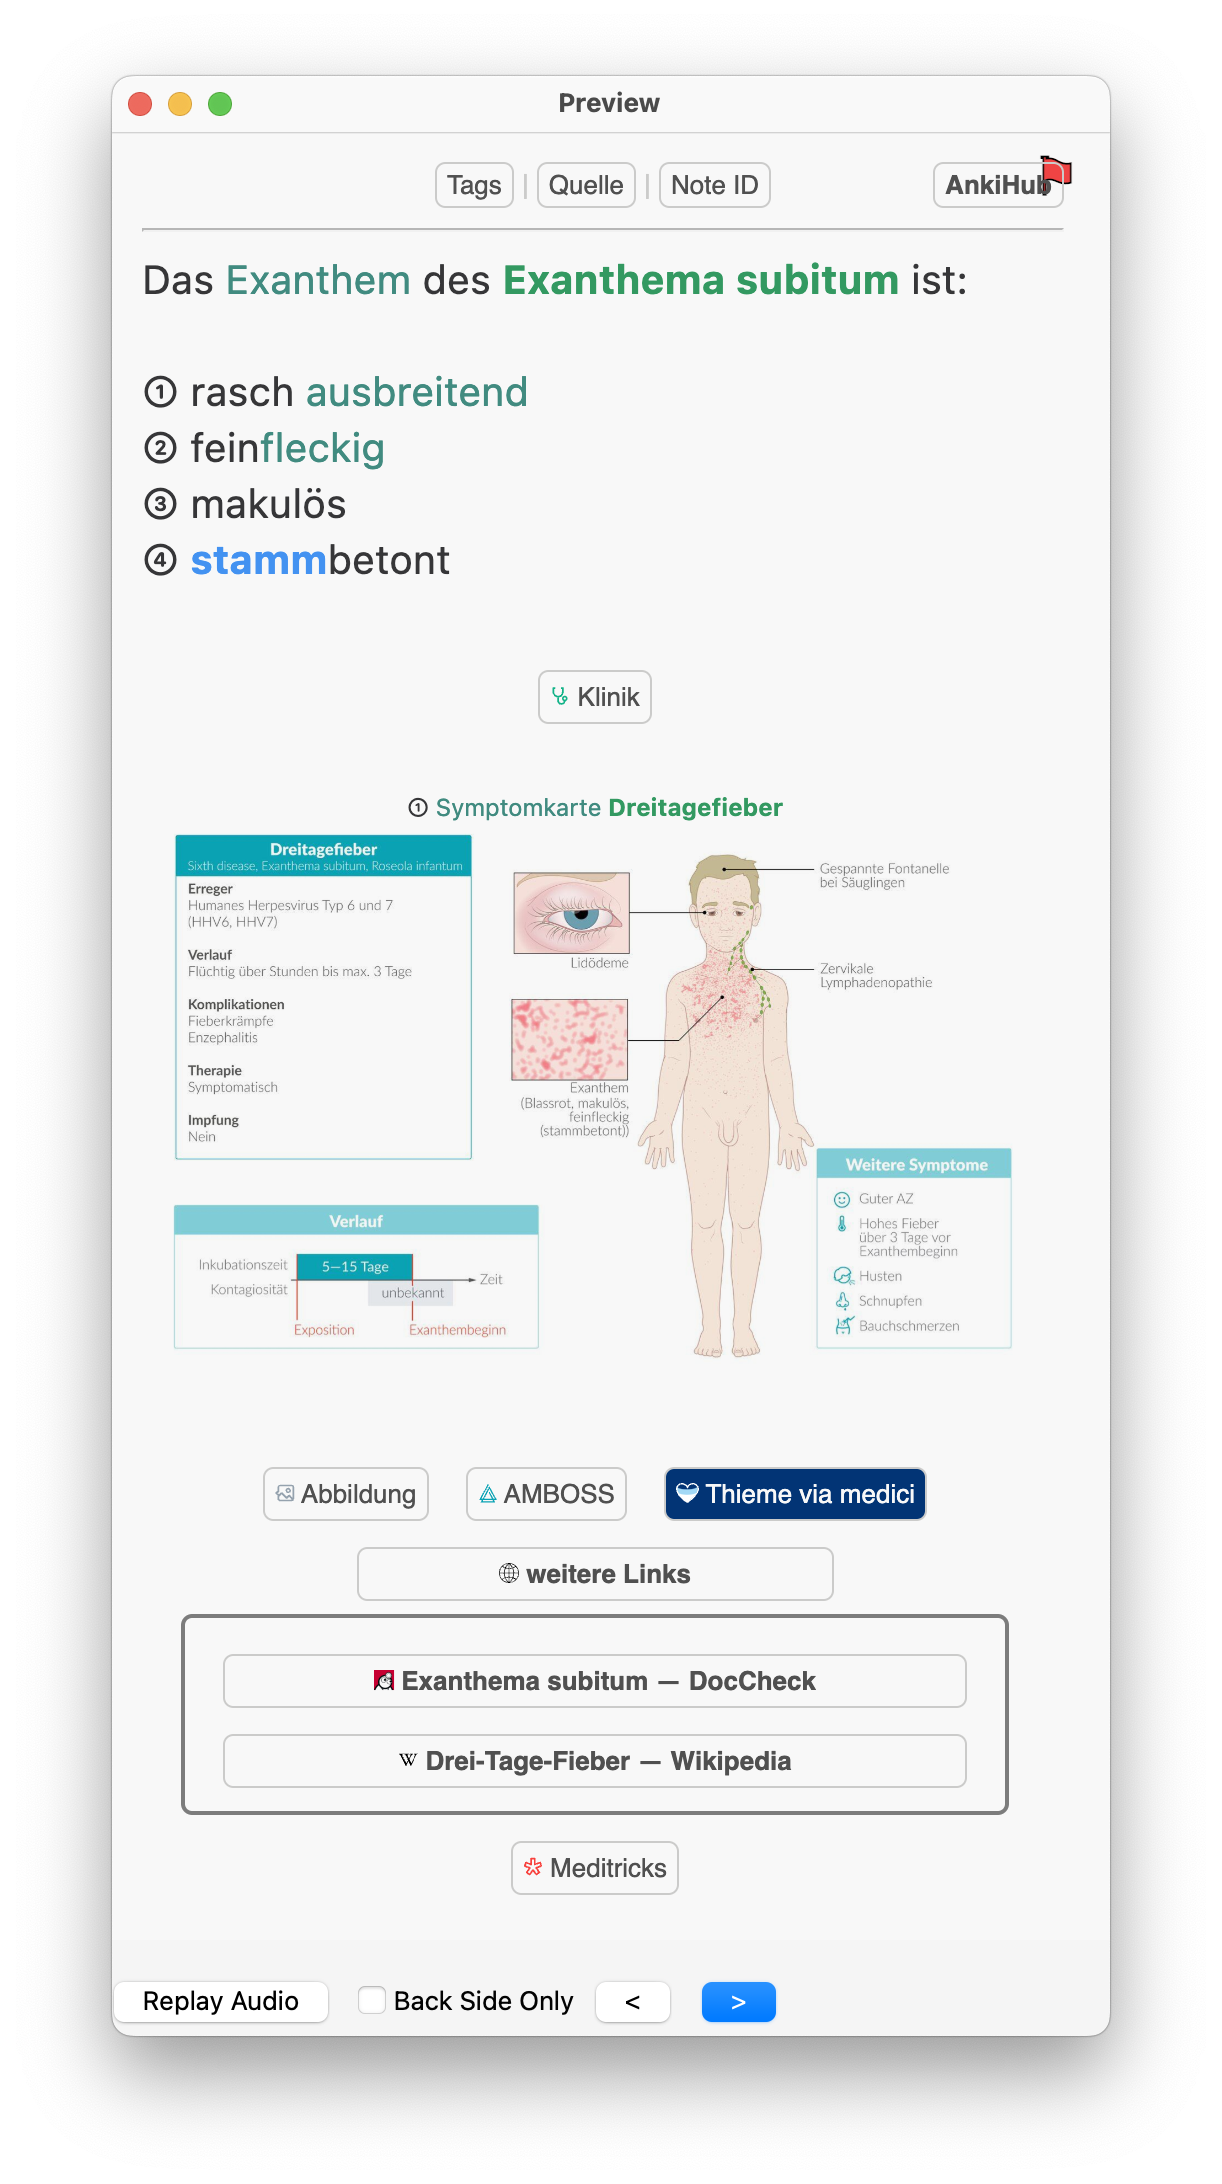 Preview
Tags | Quelle | Note ID
AnkiHub
Das Exanthem des Exanthema subitum ist:
① rasch ausbreitend
② feinfleckig
③ makulös
④ stammbetont
Klinik
① Symptomkarte Dreitagefieber
Dreitagefieber
Sixth disease, Exanthema subitum, Roseola infantum
Erreger
Humanes Herpesvirus Typ 6 und 7
(HHV6, HHV7)
Verlauf
Flüchtig über Stunden bis max. 3 Tage
Komplikationen
Fieberkrämpfe
Enzephalitis
Therapie
Symptomatisch
Impfung
Nein
Lidödeme
Exanthem
(Blassrot, makulös,
feinfleckig
(stammbetont))
Gespannte Fontanelle
bei Säuglingen
Zervikale
Lymphadenopathie
Verlauf
Inkubationszeit
5–15 Tage
Zeit
Kontagiosität
unbekannt
Exposition
Exanthembeginn
Weitere Symptome
Guter AZ
Hohes Fieber
über 3 Tage vor
Exanthembeginn
Husten
Schnupfen
Bauchschmerzen
Abbildung
AMBOSS
Thieme via medici
weitere Links
Exanthema subitum — DocCheck
W Drei-Tage-Fieber — Wikipedia
Meditricks
Replay Audio
Back Side Only
<
>